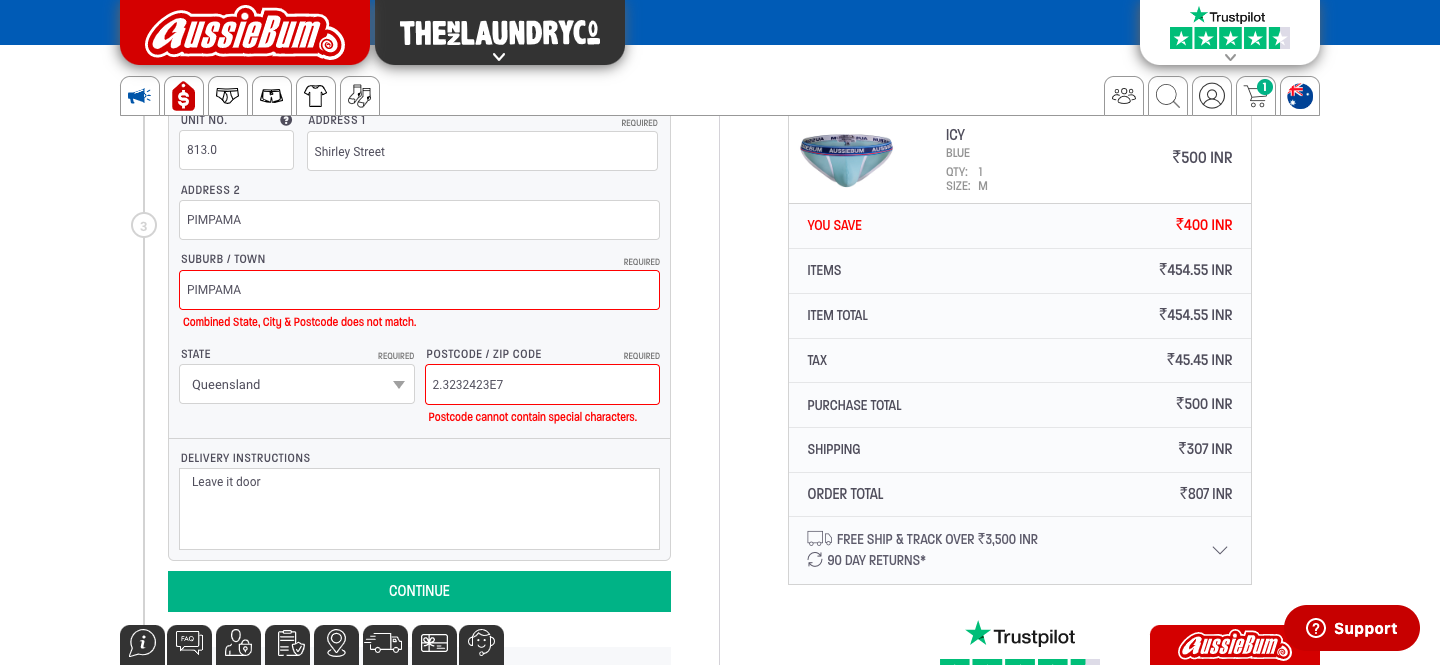 AussieBum
THE NZ LAUNDRY CO
Trustpilot
1
UNIT NO.
ADDRESS 1
REQUIRED
813.0
Shirley Street
ADDRESS 2
PIMPAMA
3
SUBURB / TOWN
REQUIRED
PIMPAMA
Combined State, City & Postcode does not match.
STATE
REQUIRED
POSTCODE / ZIP CODE
REQUIRED
Queensland
2.3232423E7
Postcode cannot contain special characters.
DELIVERY INSTRUCTIONS
Leave it door
CONTINUE
FAQ
AUSSIEBUM
ICY
BLUE
QTY: 1
SIZE: M
₹500 INR
YOU SAVE ₹400 INR
ITEMS ₹454.55 INR
ITEM TOTAL ₹454.55 INR
TAX ₹45.45 INR
PURCHASE TOTAL ₹500 INR
SHIPPING ₹307 INR
ORDER TOTAL ₹807 INR
FREE SHIP & TRACK OVER ₹3,500 INR
90 DAY RETURNS*
Trustpilot
AussieBum
Support